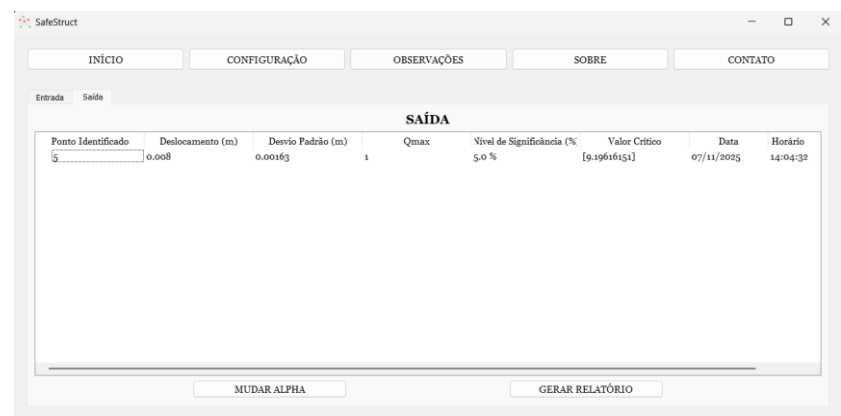 SafeStruct
INÍCIO CONFIGURAÇÃO OBSERVAÇÕES SOBRE CONTATO
Entrada Saída
SAÍDA
Ponto Identificado Deslocamento (m) Desvio Padrão (m) Qmax Nível de Significância (% Valor Crítico Data Horário
5 0.008 0.00163 1 5.0 % [9.19616151] 07/11/2025 14:04:32
MUDAR ALPHA GERAR RELATÓRIO